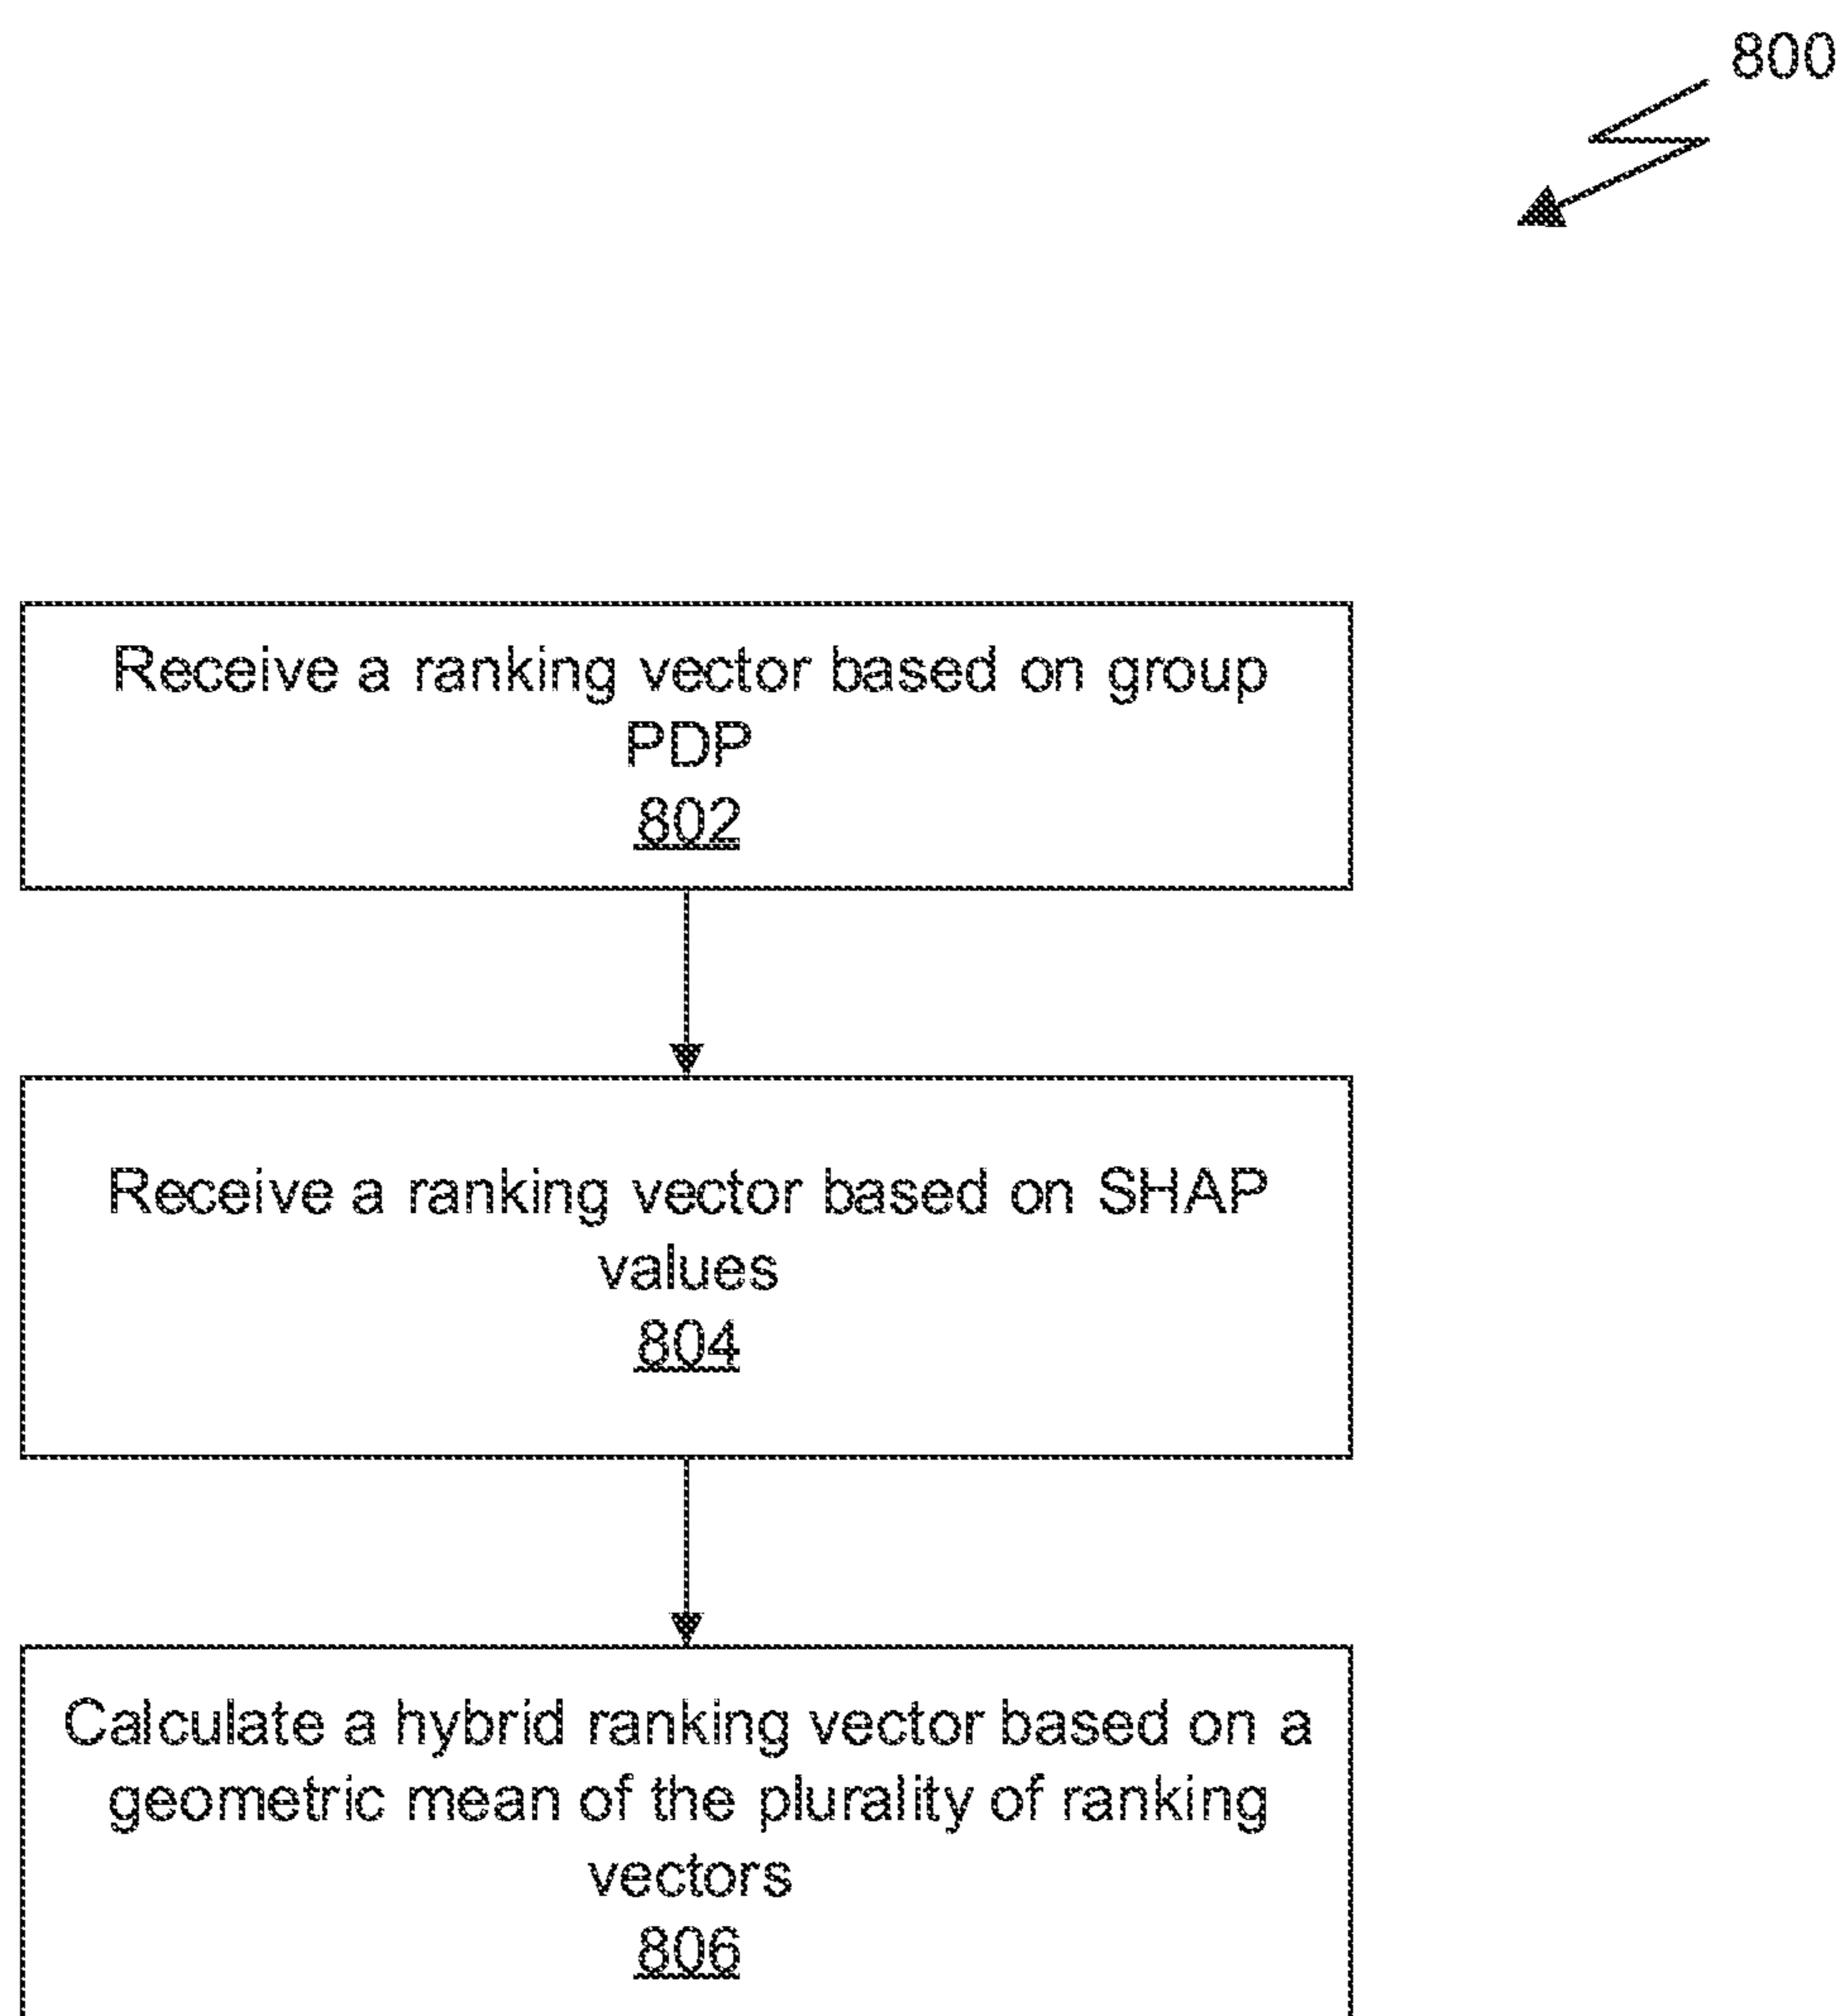 800
Receive a ranking vector based on group
PDP
802
Receive a ranking vector based on SHAP
values
804
Calculate a hybrid ranking vector based on a
geometric mean of the plurality of ranking
vectors
806